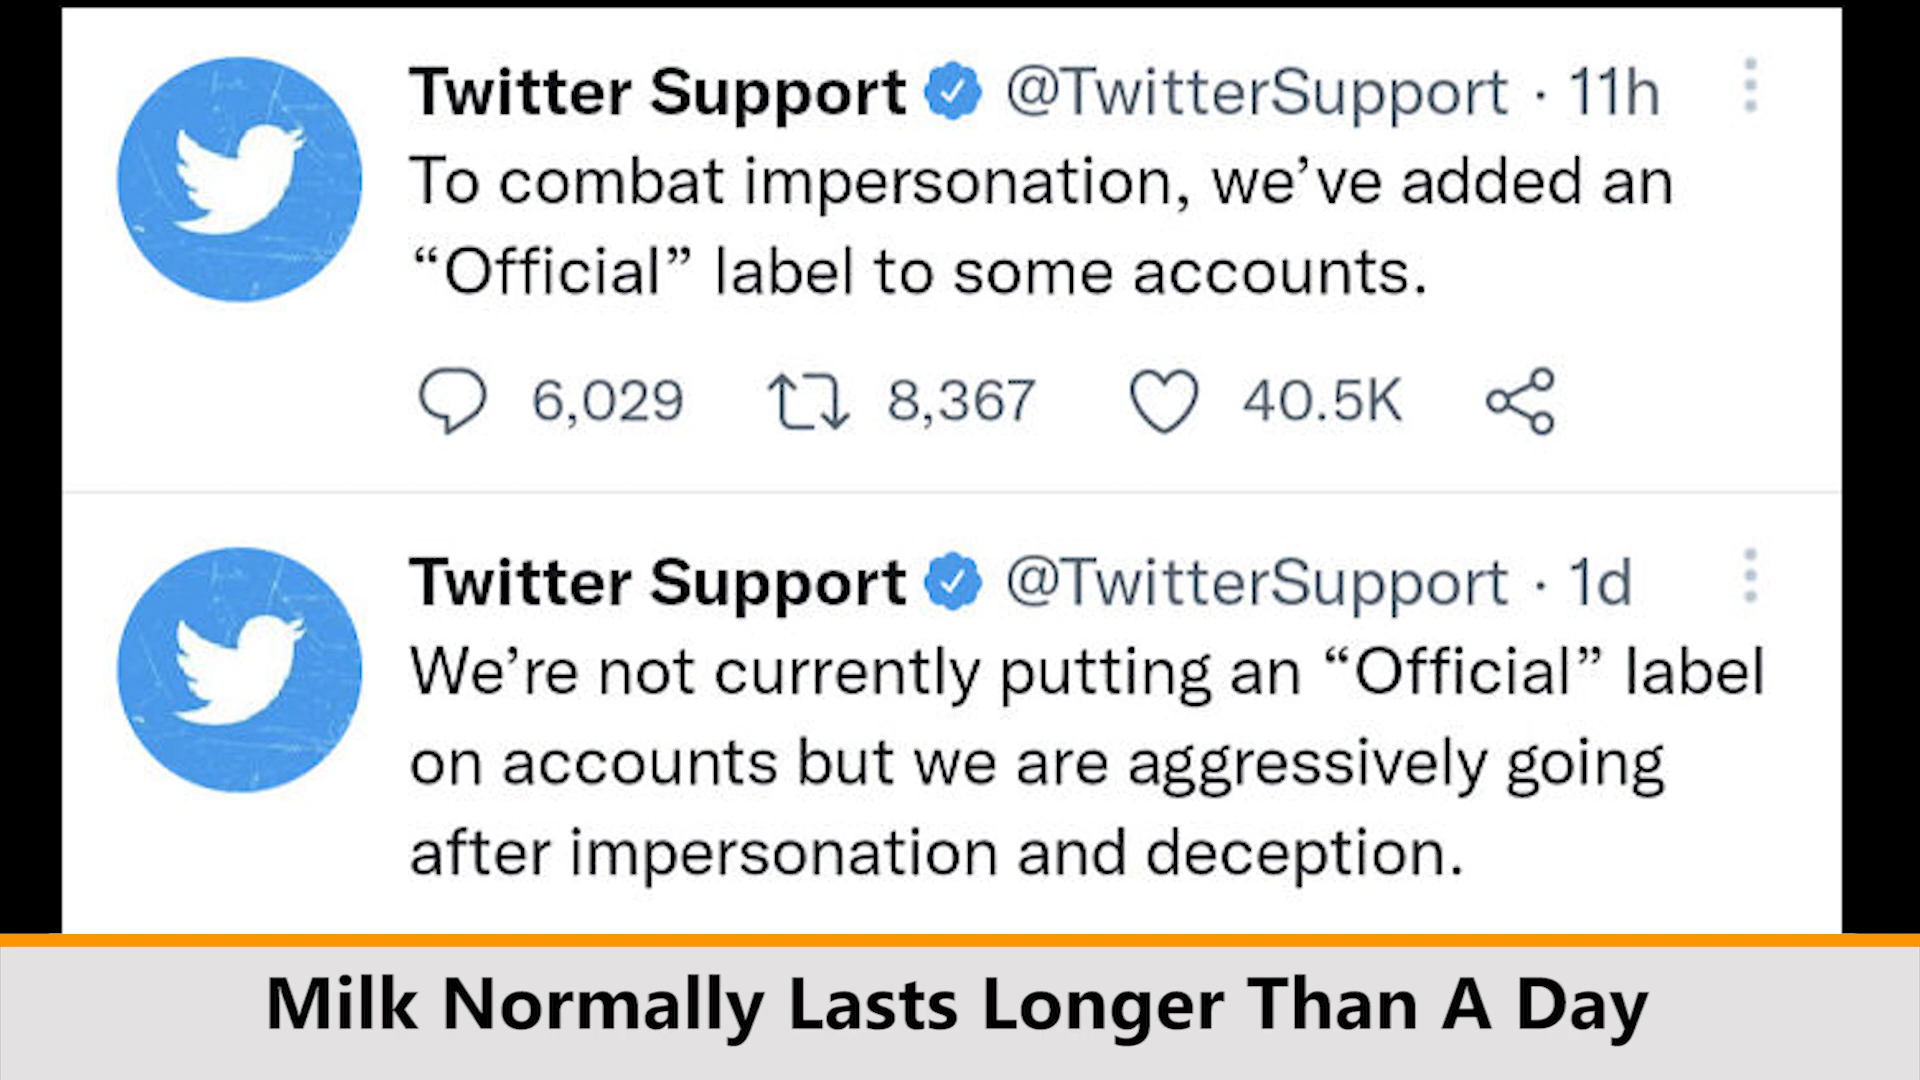 Twitter Support @TwitterSupport · 11h
To combat impersonation, we’ve added an
“Official” label to some accounts.
6,029 8,367 40.5K
Twitter Support @TwitterSupport · 1d
We’re not currently putting an “Official” label
on accounts but we are aggressively going
after impersonation and deception.
Milk Normally Lasts Longer Than A Day